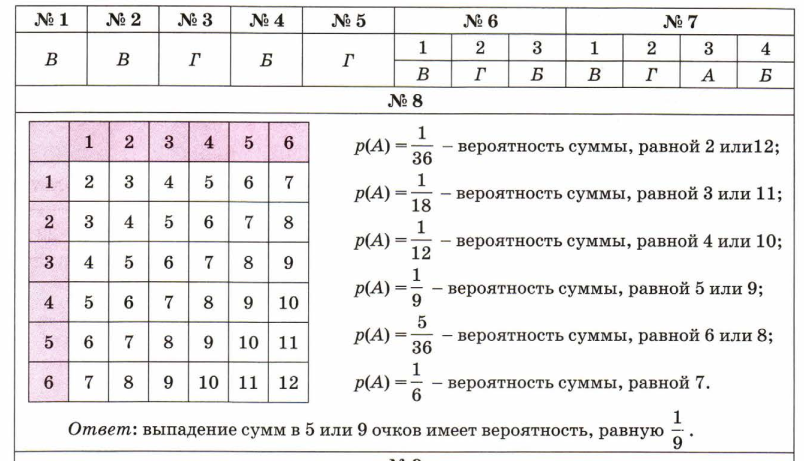 № 1 № 2 № 3 № 4 № 5 № 6 № 7
В В Г Б Г
1 2 3 1 2 3 4
В Г Б В Г А Б
№ 8
1 2 3 4 5 6
1 2 3 4 5 6 7
2 3 4 5 6 7 8
3 4 5 6 7 8 9
4 5 6 7 8 9 10
5 6 7 8 9 10 11
6 7 8 9 10 11 12
p(A) = 1/36 – вероятность суммы, равной 2 или12;
p(A) = 1/18 – вероятность суммы, равной 3 или 11;
p(A) = 1/12 – вероятность суммы, равной 4 или 10;
p(A) = 1/9 – вероятность суммы, равной 5 или 9;
p(A) = 5/36 – вероятность суммы, равной 6 или 8;
p(A) = 1/6 – вероятность суммы, равной 7.
Ответ: выпадение сумм в 5 или 9 очков имеет вероятность, равную 1/9.